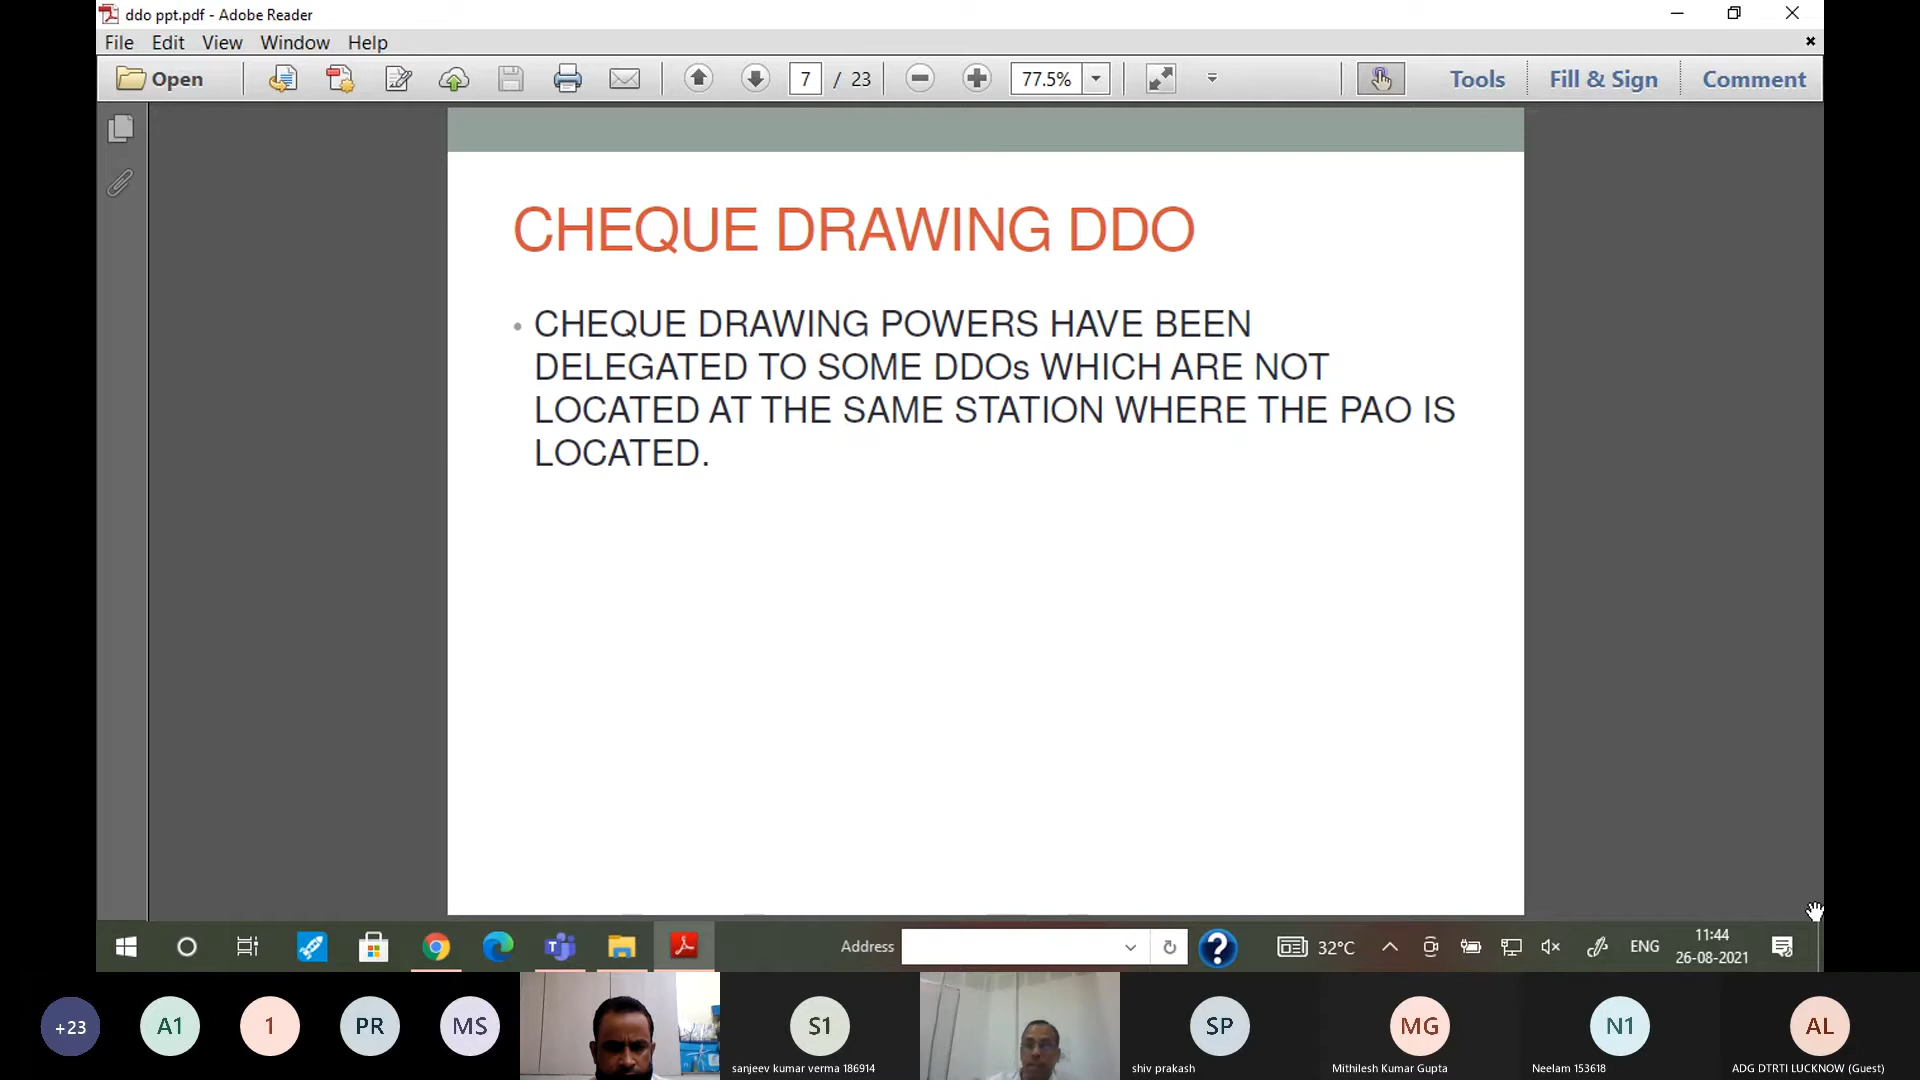 ddo ppt.pdf - Adobe Reader
File Edit View Window Help
Open 7 / 23 77.5% Tools Fill & Sign Comment
CHEQUE DRAWING DDO
• CHEQUE DRAWING POWERS HAVE BEEN
DELEGATED TO SOME DDOs WHICH ARE NOT
LOCATED AT THE SAME STATION WHERE THE PAO IS
LOCATED.
Address 32°C ENG 11:44
26-08-2021
+23 A1 1 PR MS S1 SP MG N1 AL
sanjeev kumar verma 186914 shiv prakash Mithilesh Kumar Gupta Neelam 153618 ADG DTRTI LUCKNOW (Guest)